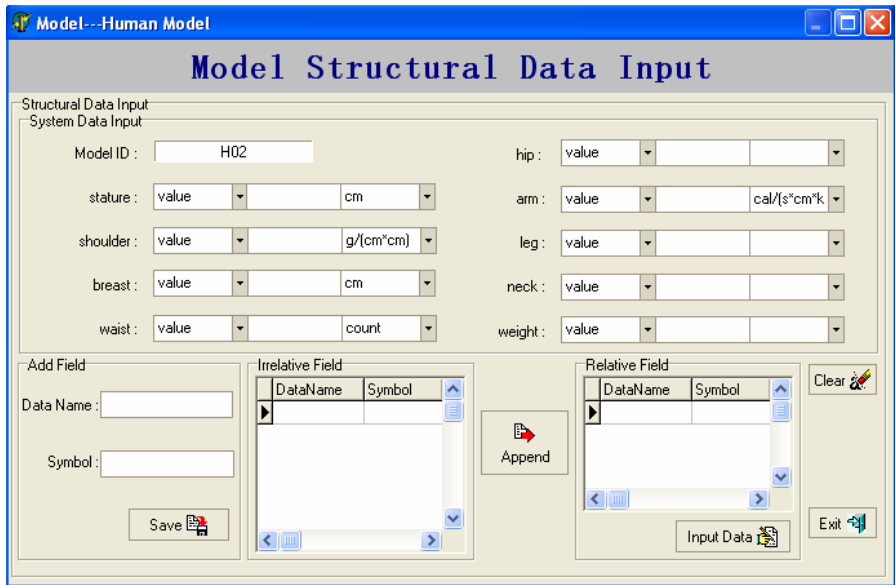 Model---Human Model
Model Structural Data Input
Structural Data Input
System Data Input
Model ID : H02
hip : value
stature : value cm
arm : value cal/(s*cm*k
shoulder : value g/(cm*cm)
leg : value
breast : value cm
neck : value
waist : value count
weight : value
Add Field
Data Name :
Symbol :
Save
Irrelative Field
DataName Symbol
Append
Relative Field
DataName Symbol
Input Data
Clear
Exit